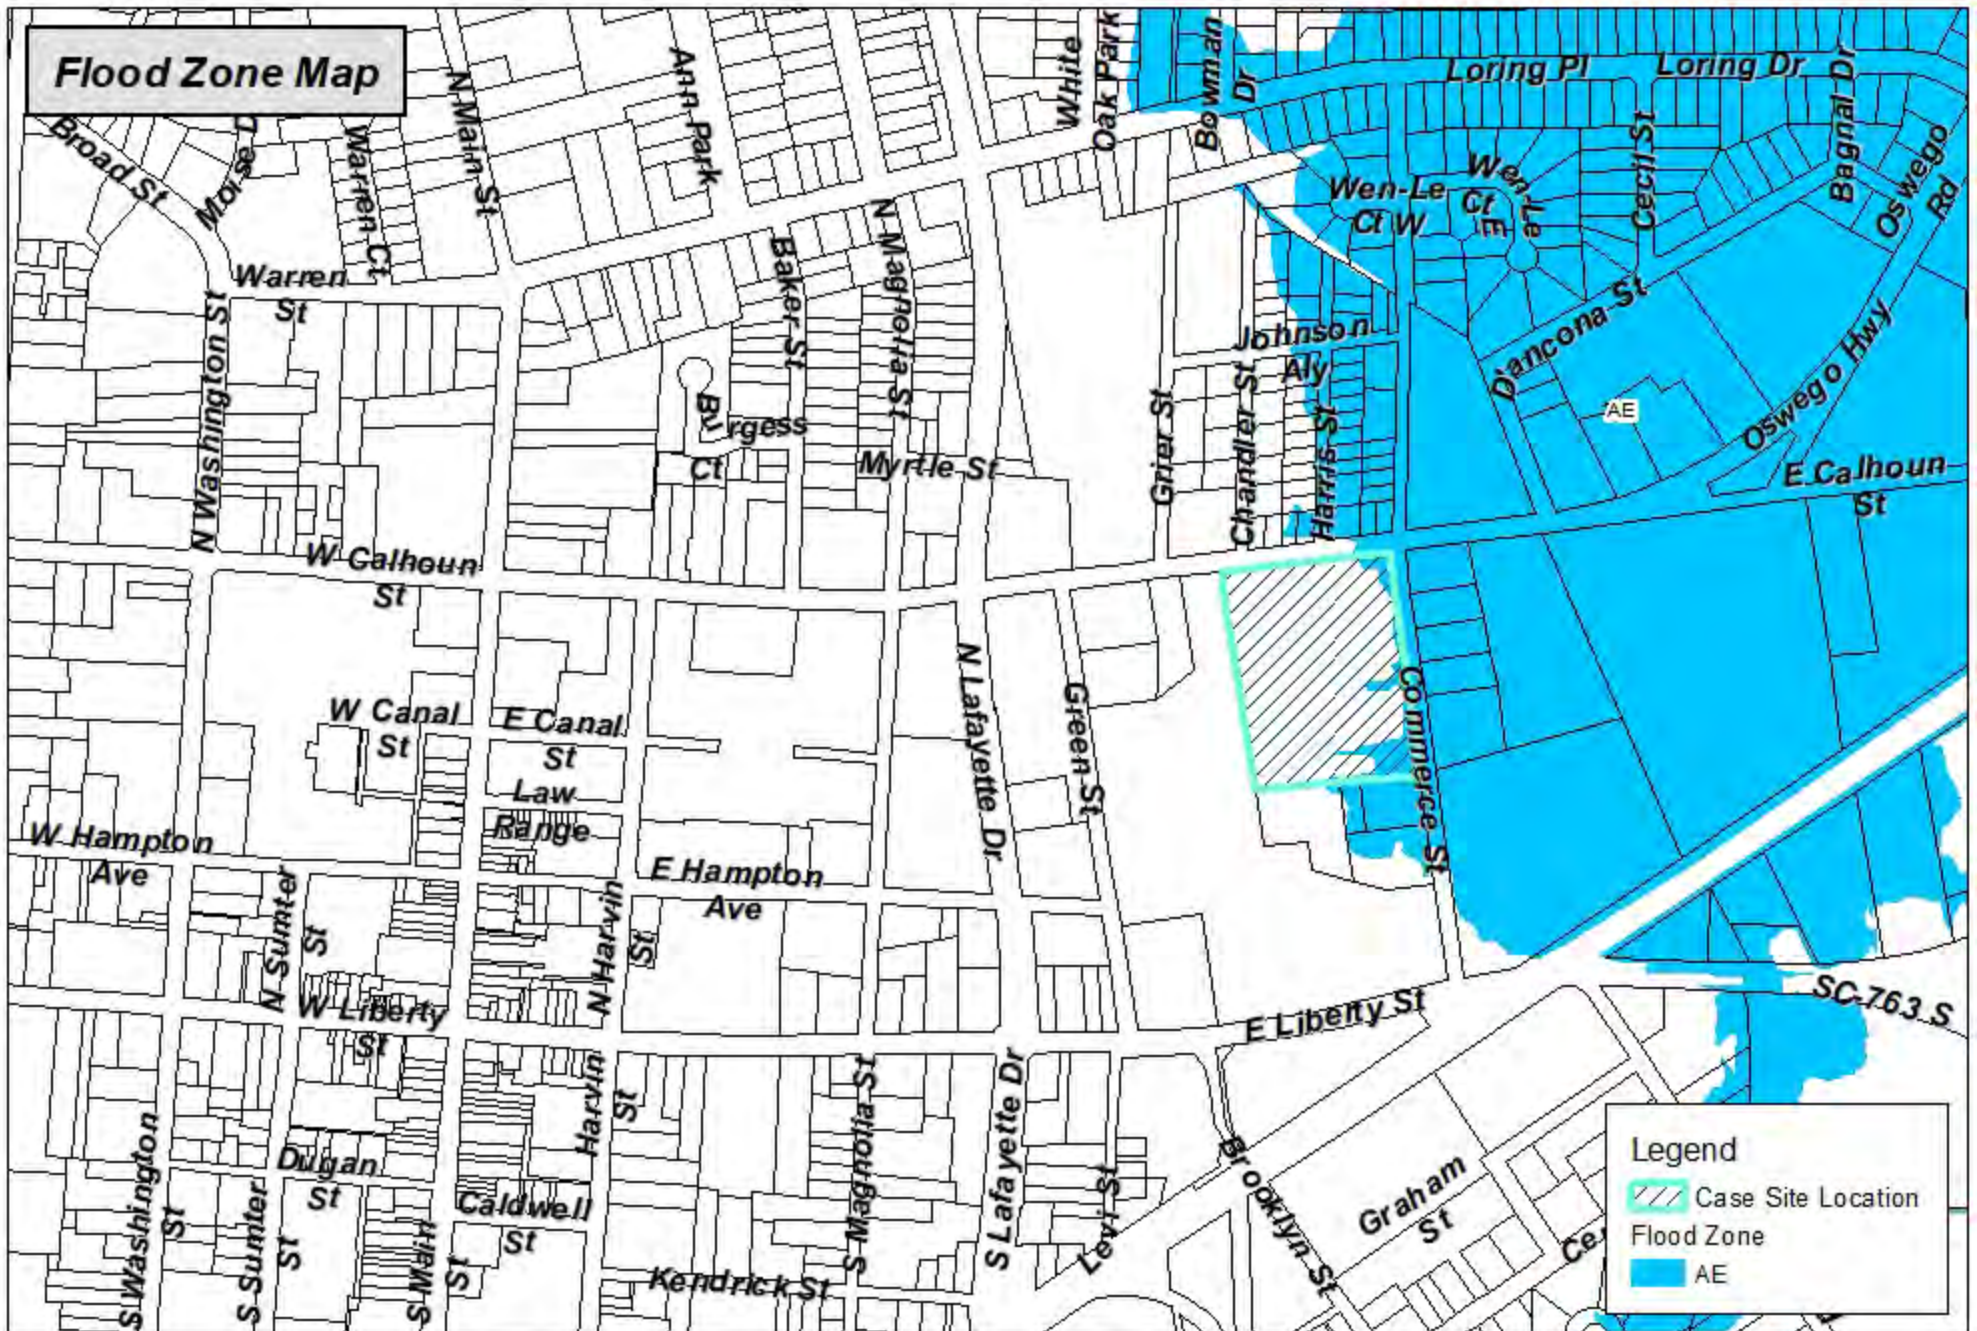 Flood Zone Map
Broad St
Moise D
Warren Ct
N Main St
Ann Park
White
Oak Park
Bowman
Dr
Loring Pl
Loring Dr
Bagnal Dr
Oswego
Rd
Cecil St
Wen-Le
Ct W
Wen-Le
Ct E
Warren
St
N Washington St
Baker St
N Magnolia St
Johnson
Aly
D'ancona St
Oswego Hwy
AE
Bu
rgess
Ct
Myrtle St
Grier St
Chandler St
Harris St
E Calhoun
St
W Calhoun
St
N Lafayette Dr
Green St
Commerce St
W Canal
St
E Canal
St
Law
Range
W Hampton
Ave
E Hampton
Ave
N Sumter
St
N Harvin
St
W Liberty
St
E Liberty St
SC-763 S
Harvin
St
S Magnolia St
S Lafayette Dr
Levi St
Brooklyn St
Graham
St
Ce
S Washington
St
S Sumter
St
Dugan
St
S Main
St
Caldwell
St
Kendrick St
Legend
Case Site Location
Flood Zone
AE